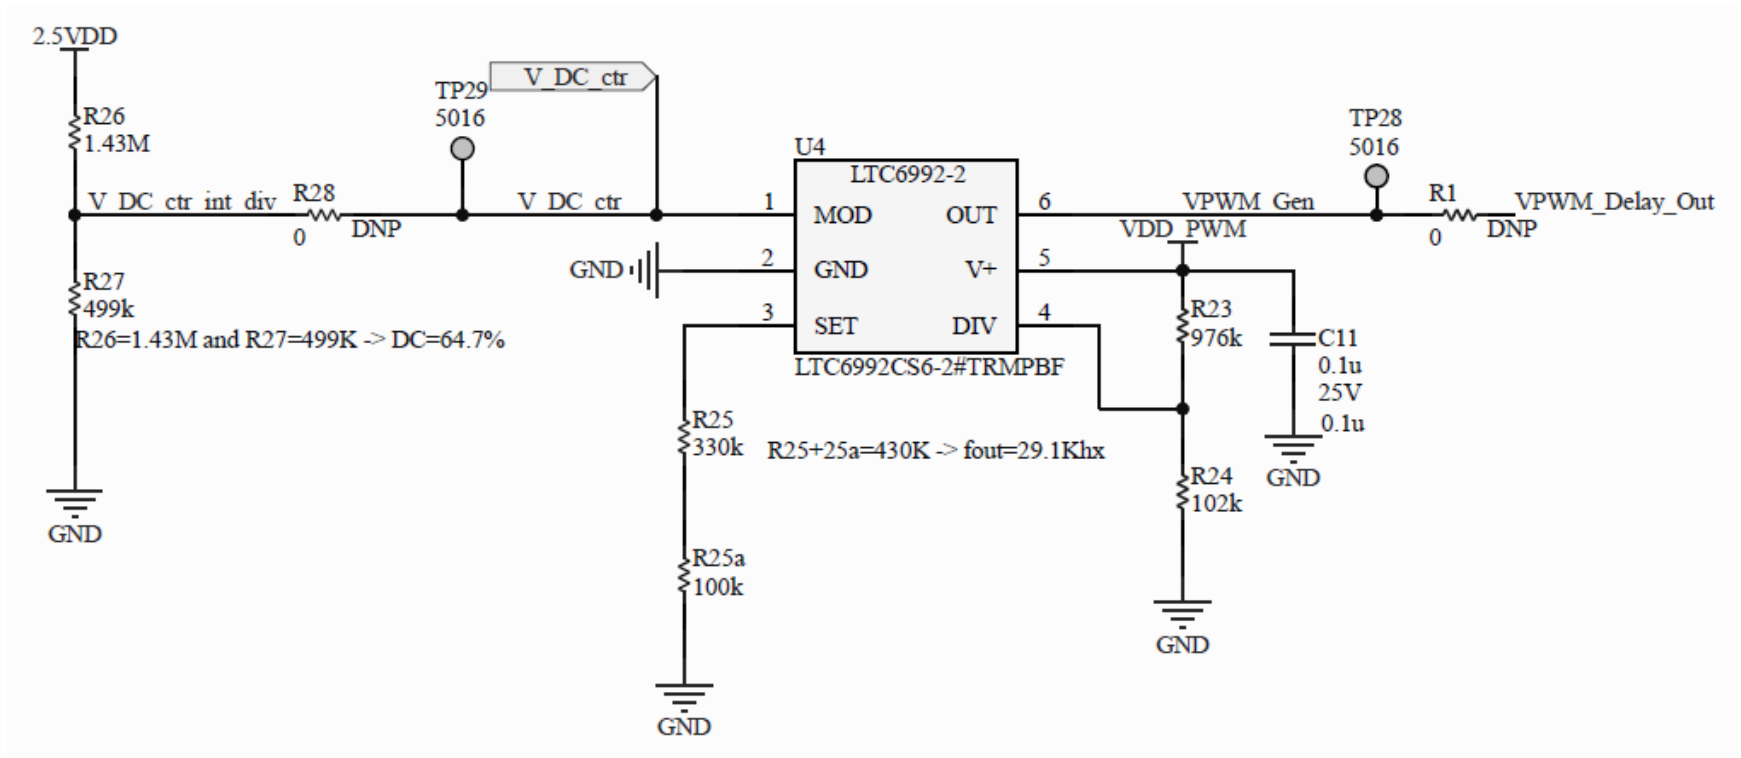 2.5VDD
R26
1.43M
V_DC_ctr_int_div
R28
0
DNP
TP29
5016
V_DC_ctr
V_DC_ctr
R27
499k
R26=1.43M and R27=499K -> DC=64.7%
GND
U4
LTC6992-2
1
MOD
2
GND
GND
3
SET
OUT
6
V+
5
DIV
4
LTC6992CS6-2#TRMPBF
R25
330k
R25+25a=430K -> fout=29.1Khx
R25a
100k
GND
VPWM_Gen
VDD_PWM
TP28
5016
R1
0
DNP
VPWM_Delay_Out
R23
976k
C11
0.1u
25V
0.1u
GND
R24
102k
GND